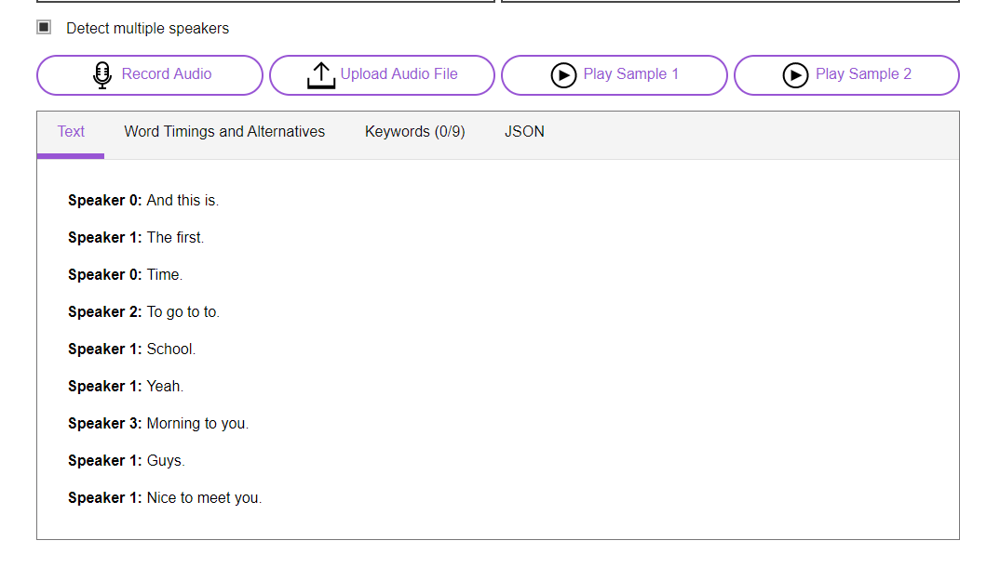 Detect multiple speakers
Record Audio
Upload Audio File
Play Sample 1
Play Sample 2
Text
Word Timings and Alternatives
Keywords (0/9)
JSON
Speaker 0: And this is.
Speaker 1: The first.
Speaker 0: Time.
Speaker 2: To go to to.
Speaker 1: School.
Speaker 1: Yeah.
Speaker 3: Morning to you.
Speaker 1: Guys.
Speaker 1: Nice to meet you.